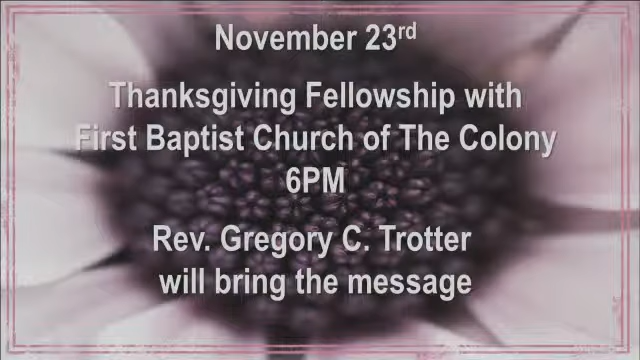 November 23rd
Thanksgiving Fellowship with
First Baptist Church of The Colony
6PM
Rev. Gregory C. Trotter
will bring the message